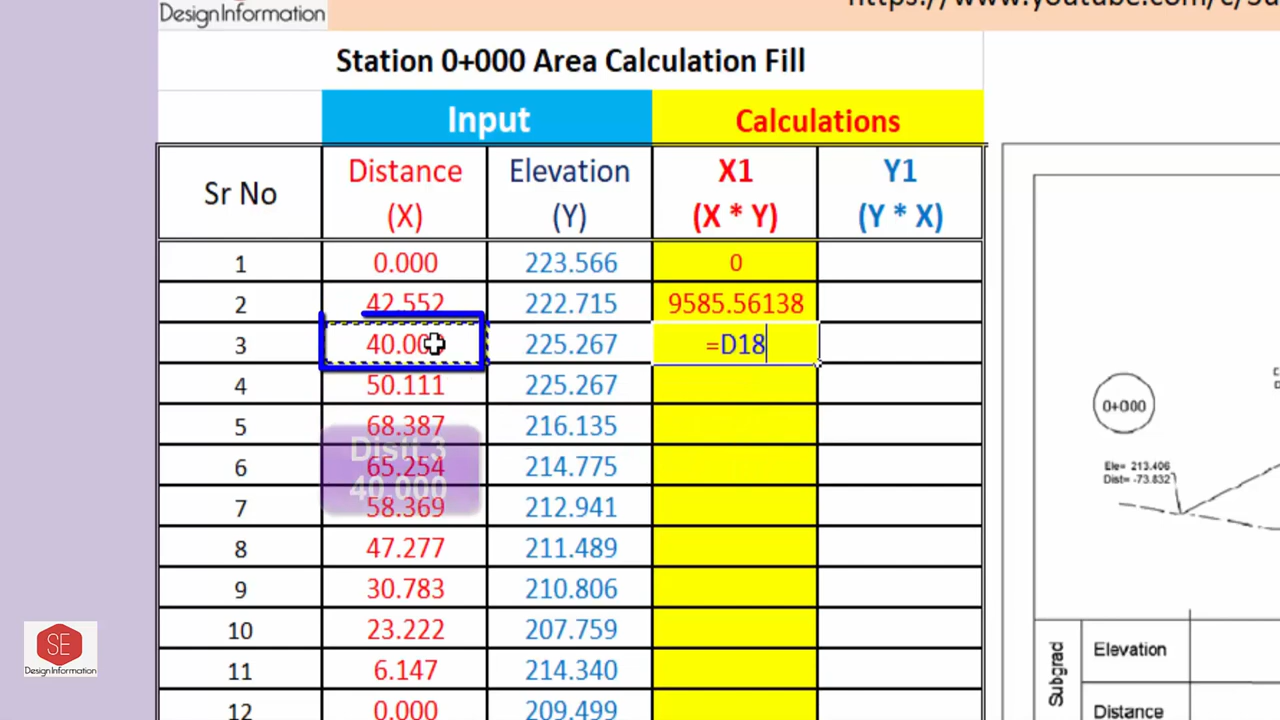 Design Information
Station 0+000 Area Calculation Fill
Input Calculations
Sr No Distance (X) Elevation (Y) X1 (X * Y) Y1 (Y * X)
1 0.000 223.566 0
2 42.552 222.715 9585.56138
3 225.267 =D18
4 50.111 225.267
5 68.387 216.135
6 65.254 214.775
7 58.369 212.941
8 47.277 211.489
9 30.783 210.806
10 23.222 207.759
11 6.147 214.340
12 0.000 209.499
Dist 3
40.000
0+000
Ele= 213.406
Dist= -73.832
Subgrad
Elevation
Distance
SE
Design Information